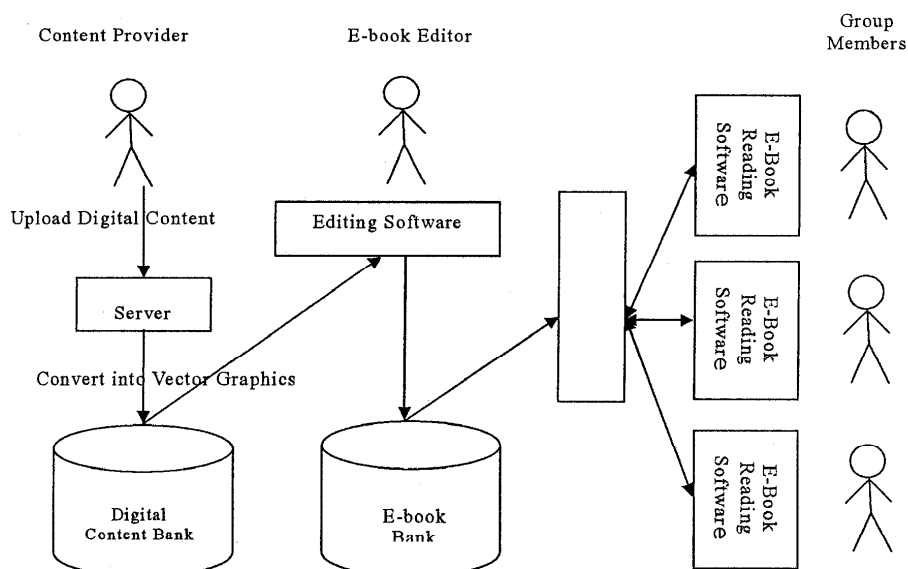 Content Provider
E-book Editor
Group
Members
Upload Digital Content
Editing Software
Server
Convert into Vector Graphics
Digital
Content Bank
E-book
Bank
E-Book
Reading
Software
E-Book
Reading
Software
E-Book
Reading
Software